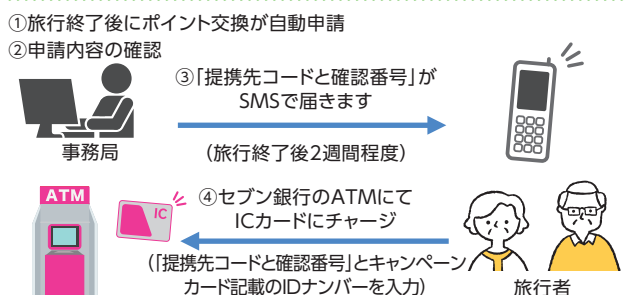 ①旅行終了後にポイント交換が自動申請
②申請内容の確認
③「提携先コードと確認番号」が
SMSで届きます
事務局
(旅行終了後2週間程度)
ATM
IC
④セブン銀行のATMにて
ICカードにチャージ
(「提携先コードと確認番号」とキャンペーン
カード記載のIDナンバーを入力)
旅行者